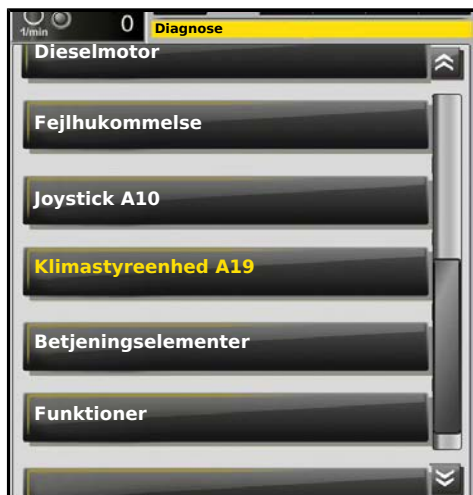 1/min
0
Diagnose
Dieselmotor
Fejlhukommelse
Joystick A10
Klimastyreenhed A19
Betjeningselementer
Funktioner